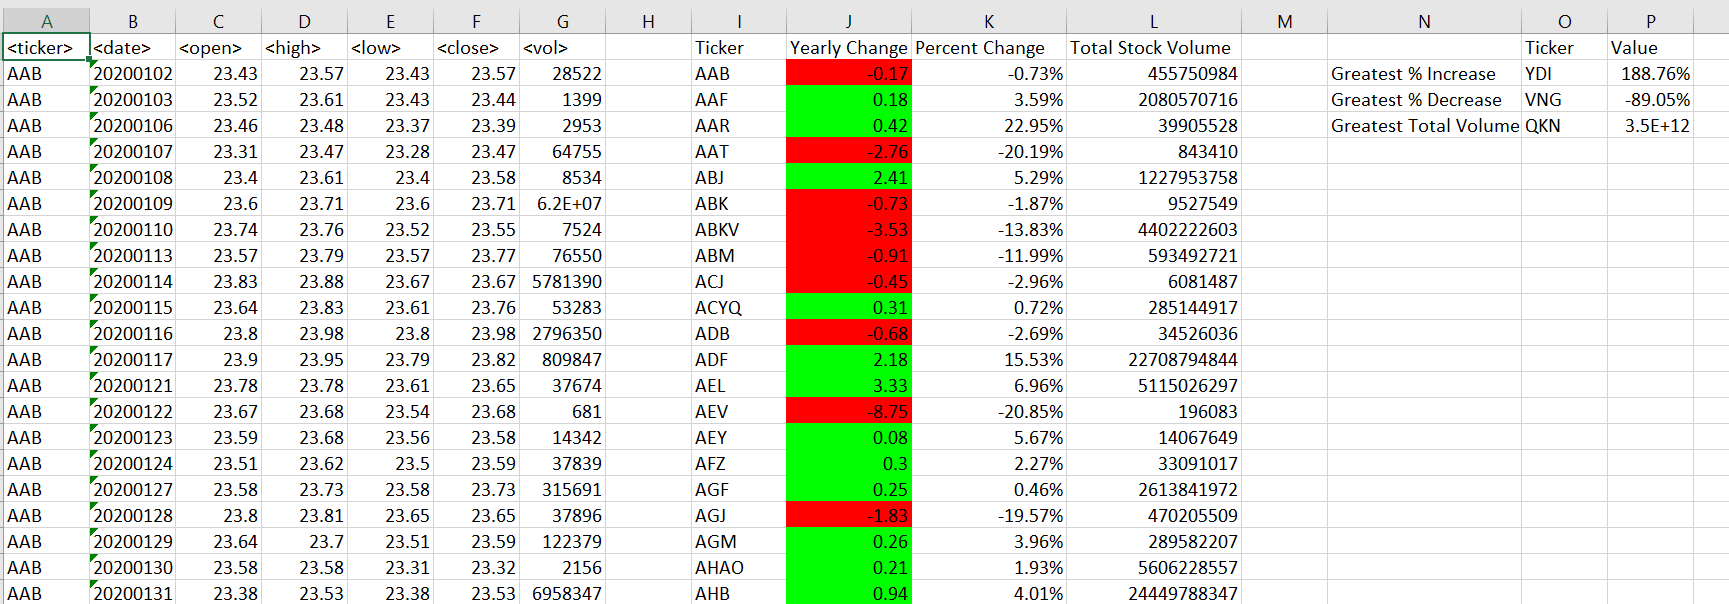 A B C D E F G H I J K L M N O P
<ticker> <date> <open> <high> <low> <close> <vol> Ticker Yearly Change Percent Change Total Stock Volume Ticker Value
AAB 20200102 23.43 23.57 23.43 23.57 28522 AAB -0.17 -0.73% 455750984 Greatest % Increase YDI 188.76%
AAB 20200103 23.52 23.61 23.43 23.44 1399 AAF 0.18 3.59% 2080570716 Greatest % Decrease VNG -89.05%
AAB 20200106 23.46 23.48 23.37 23.39 2953 AAR 0.42 22.95% 39905528 Greatest Total Volume QKN 3.5E+12
AAB 20200107 23.31 23.47 23.28 23.47 64755 AAT -2.76 -20.19% 843410
AAB 20200108 23.4 23.61 23.4 23.58 8534 ABJ 2.41 5.29% 1227953758
AAB 20200109 23.6 23.71 23.6 23.71 6.2E+07 ABK -0.73 -1.87% 9527549
AAB 20200110 23.74 23.76 23.52 23.55 7524 ABKV -3.53 -13.83% 4402222603
AAB 20200113 23.57 23.79 23.57 23.77 76550 ABM -0.91 -11.99% 593492721
AAB 20200114 23.83 23.88 23.67 23.67 5781390 ACJ -0.45 -2.96% 6081487
AAB 20200115 23.64 23.83 23.61 23.76 53283 ACYQ 0.31 0.72% 285144917
AAB 20200116 23.8 23.98 23.8 23.98 2796350 ADB -0.68 -2.69% 34526036
AAB 20200117 23.9 23.95 23.79 23.82 809847 ADF 2.18 15.53% 22708794844
AAB 20200121 23.78 23.78 23.61 23.65 37674 AEL 3.33 6.96% 5115026297
AAB 20200122 23.67 23.68 23.54 23.68 681 AEV -8.75 -20.85% 196083
AAB 20200123 23.59 23.68 23.56 23.58 14342 AEY 0.08 5.67% 14067649
AAB 20200124 23.51 23.62 23.5 23.59 37839 AFZ 0.3 2.27% 33091017
AAB 20200127 23.58 23.73 23.58 23.73 315691 AGF 0.25 0.46% 2613841972
AAB 20200128 23.8 23.81 23.65 23.65 37896 AGJ -1.83 -19.57% 470205509
AAB 20200129 23.64 23.7 23.51 23.59 122379 AGM 0.26 3.96% 289582207
AAB 20200130 23.58 23.58 23.31 23.32 2156 AHAO 0.21 1.93% 5606228557
AAB 20200131 23.38 23.53 23.38 23.53 6958347 AHB 0.94 4.01% 24449788347